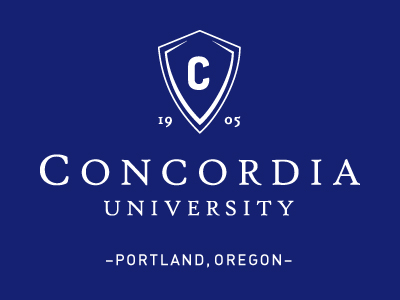 C
19 05
CONCORDIA
UNIVERSITY
–PORTLAND, OREGON–